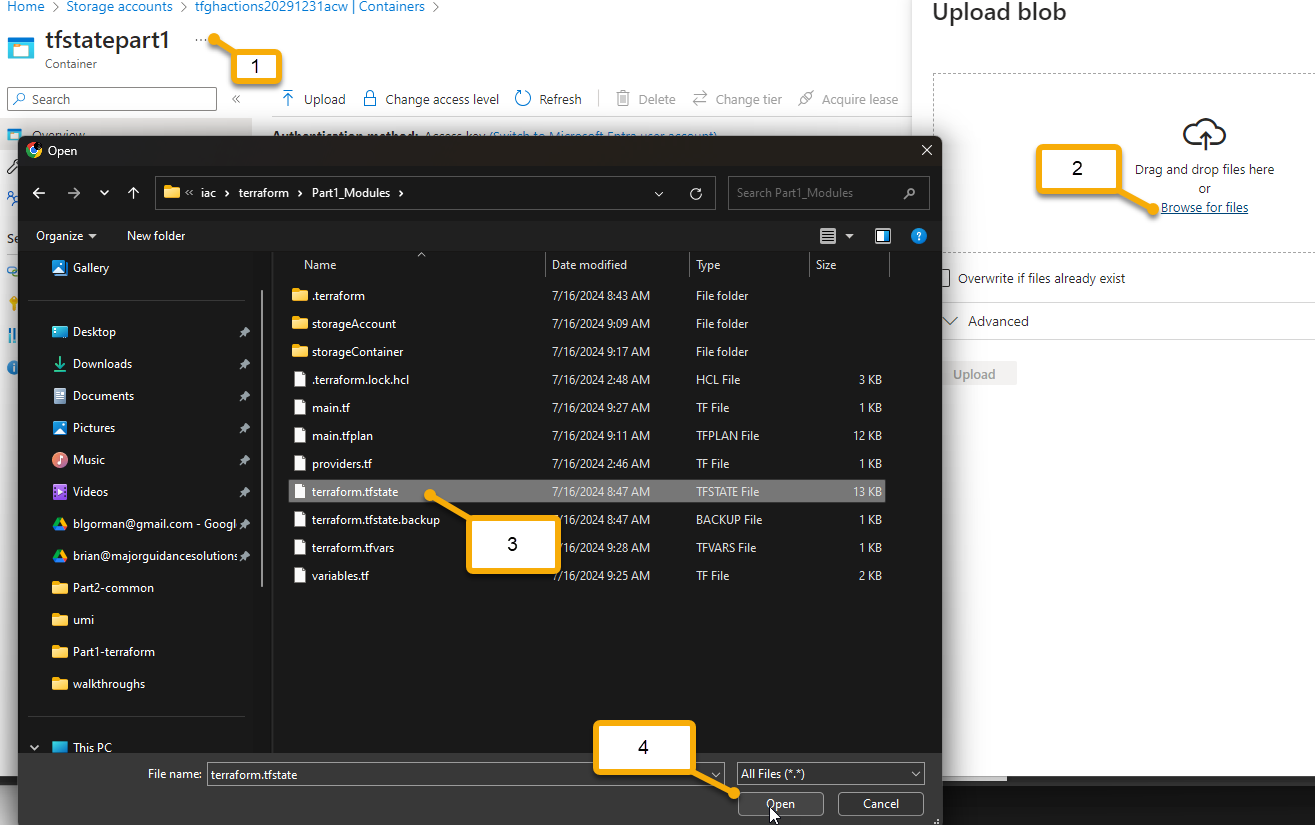 Home > Storage accounts > tfghactions20291231acw | Containers >
tfstatepart1 ...
Container
1
Search
Upload Change access level Refresh Delete Change tier Acquire lease
Overview
Authentication method: Access key (Switch to Microsoft Entra user account)
Upload blob
2
Drag and drop files here
or
Browse for files
Overwrite if files already exist
Advanced
Upload
Open
« iac > terraform > Part1_Modules >
Search Part1_Modules
Organize New folder
Gallery
Desktop
Downloads
Documents
Pictures
Music
Videos
blgorman@gmail.com - Googl
brian@majorguidancesolutions
Part2-common
umi
Part1-terraform
walkthroughs
This PC
Name Date modified Type Size
.terraform 7/16/2024 8:43 AM File folder
storageAccount 7/16/2024 9:09 AM File folder
storageContainer 7/16/2024 9:17 AM File folder
.terraform.lock.hcl 7/16/2024 2:48 AM HCL File 3 KB
main.tf 7/16/2024 9:27 AM TF File 1 KB
main.tfplan 7/16/2024 9:11 AM TFPLAN File 12 KB
providers.tf 7/16/2024 2:46 AM TF File 1 KB
terraform.tfstate 7/16/2024 8:47 AM TFSTATE File 13 KB
terraform.tfstate.backup 7/16/2024 8:47 AM BACKUP File 1 KB
terraform.tfvars 7/16/2024 9:28 AM TFVARS File 1 KB
variables.tf 7/16/2024 9:25 AM TF File 2 KB
3
4
File name: terraform.tfstate All Files (*.*)
Open Cancel